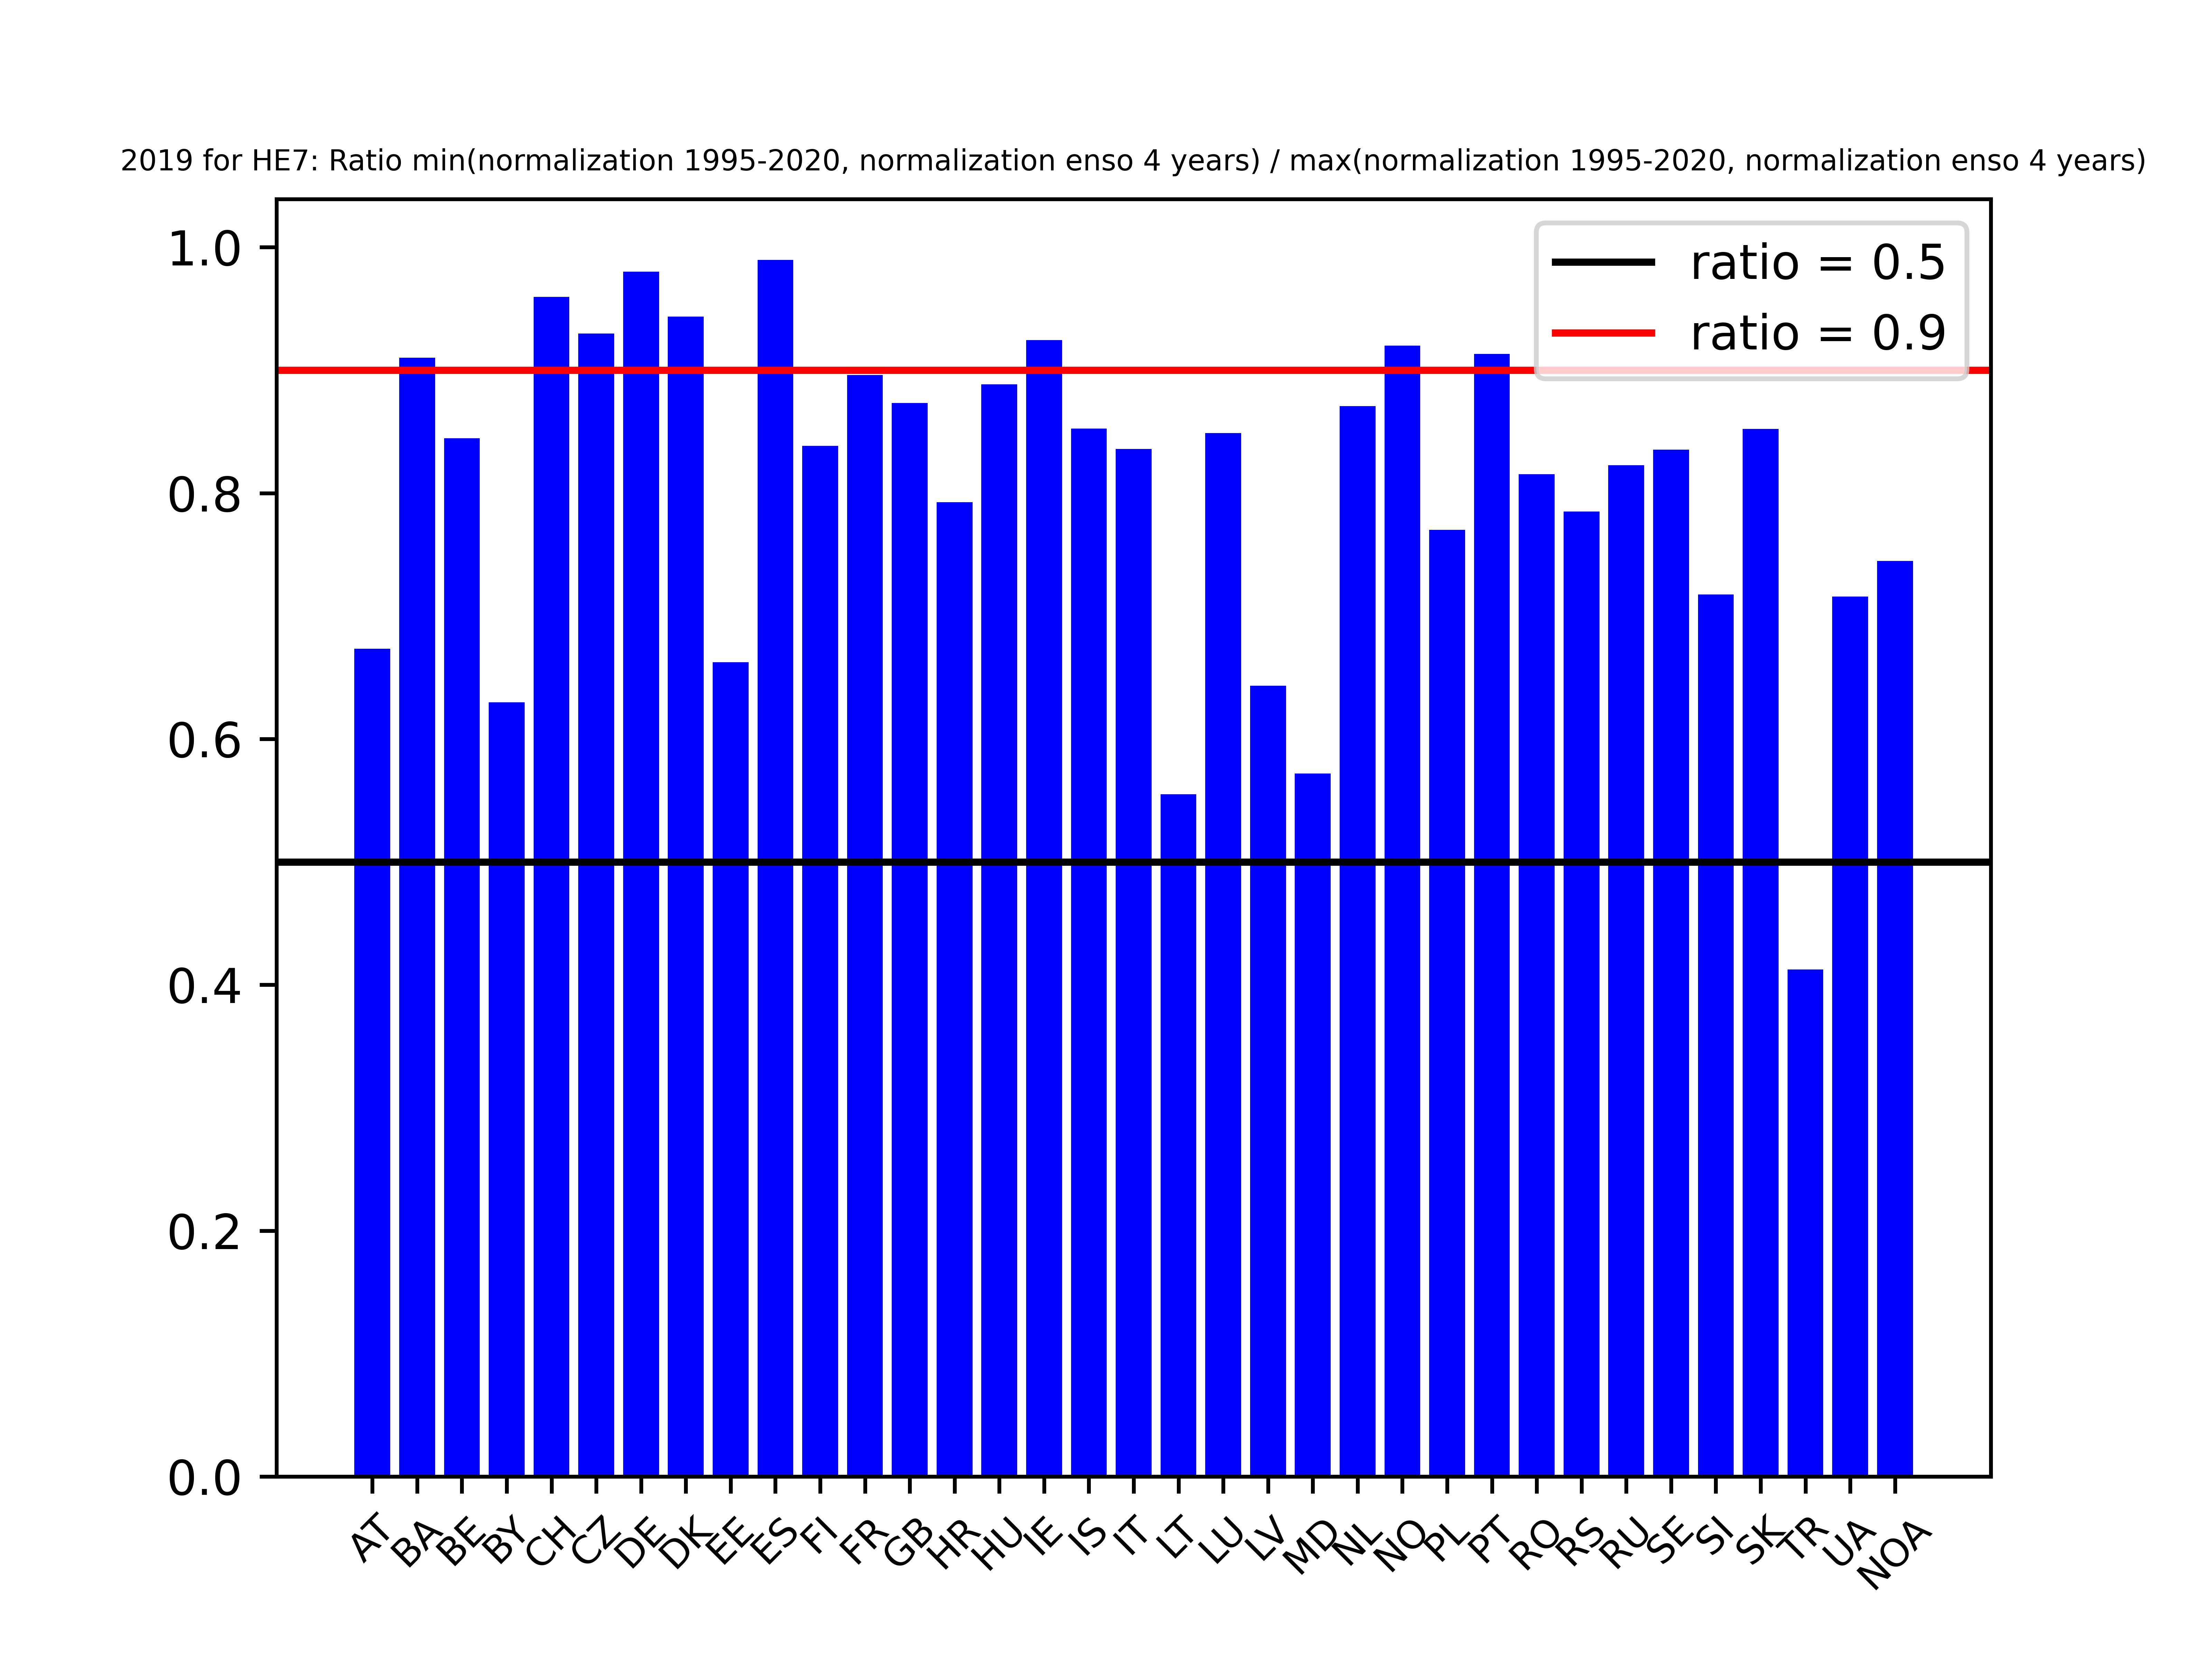 2019 for HE7: Ratio min(normalization 1995-2020, normalization enso 4 years) / max(normalization 1995-2020, normalization enso 4 years)
1.0
0.8
0.6
0.4
0.2
0.0
ratio = 0.5
ratio = 0.9
AT BA BE BY CH CZ DE DK EE ES FI FR GB HR HU IE IS IT LT LU LV MD NL NO PL PT RO RS RU SE SI SK TR UA NOA